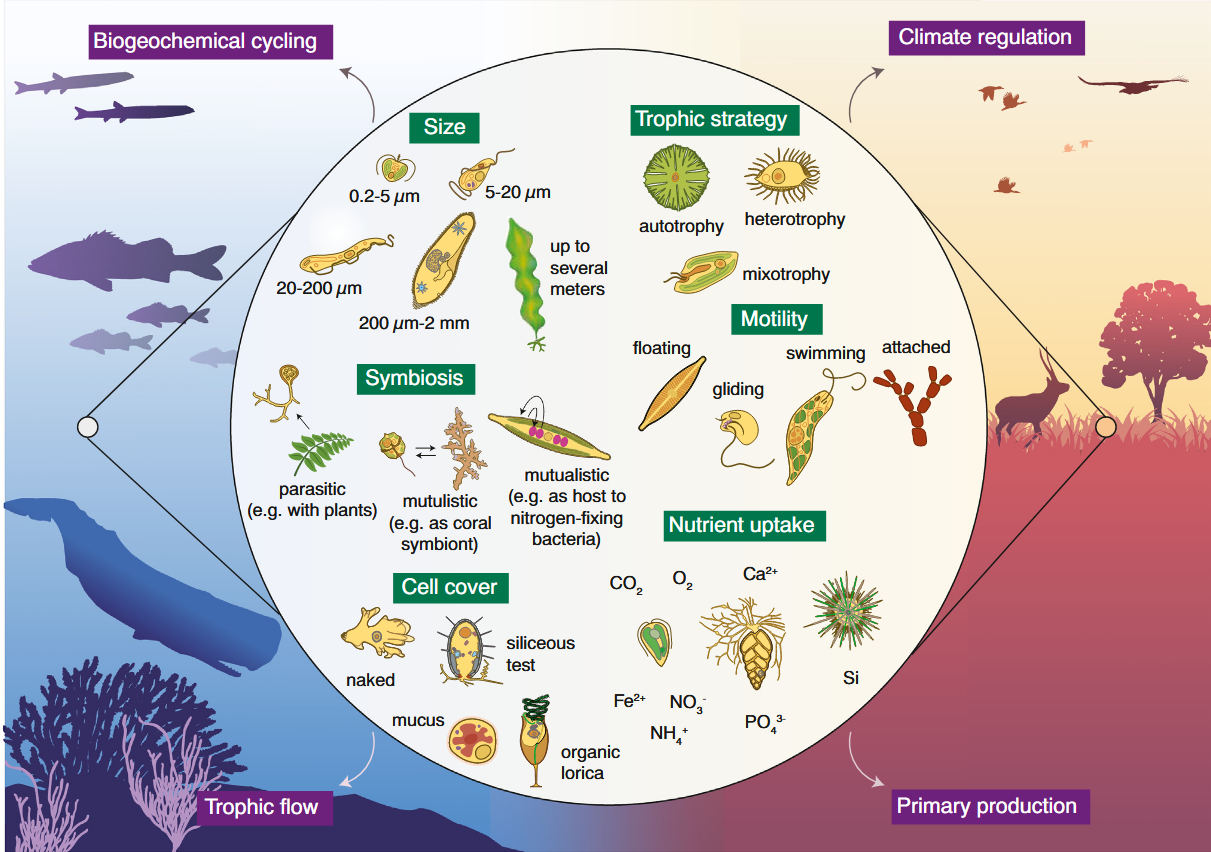 Biogeochemical cycling
Climate regulation
Size
0.2-5 µm
5-20 µm
20-200 µm
200 µm-2 mm
up to
several
meters
Trophic strategy
autotrophy
heterotrophy
mixotrophy
Motility
floating
gliding
swimming
attached
Symbiosis
parasitic
(e.g. with plants)
mutulistic
(e.g. as coral
symbiont)
mutualistic
(e.g. as host to
nitrogen-fixing
bacteria)
Nutrient uptake
CO₂
O₂
Ca²⁺
Si
Fe²⁺
NO₃⁻
NH₄⁺
PO₄³⁻
Cell cover
naked
siliceous
test
mucus
organic
lorica
Trophic flow
Primary production